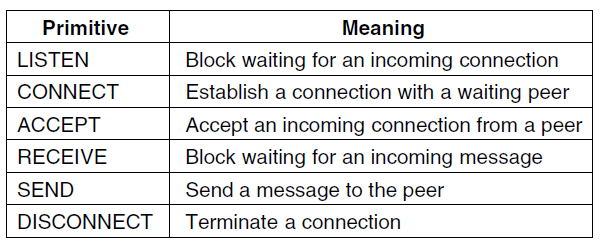 Primitive Meaning
LISTEN Block waiting for an incoming connection
CONNECT Establish a connection with a waiting peer
ACCEPT Accept an incoming connection from a peer
RECEIVE Block waiting for an incoming message
SEND Send a message to the peer
DISCONNECT Terminate a connection